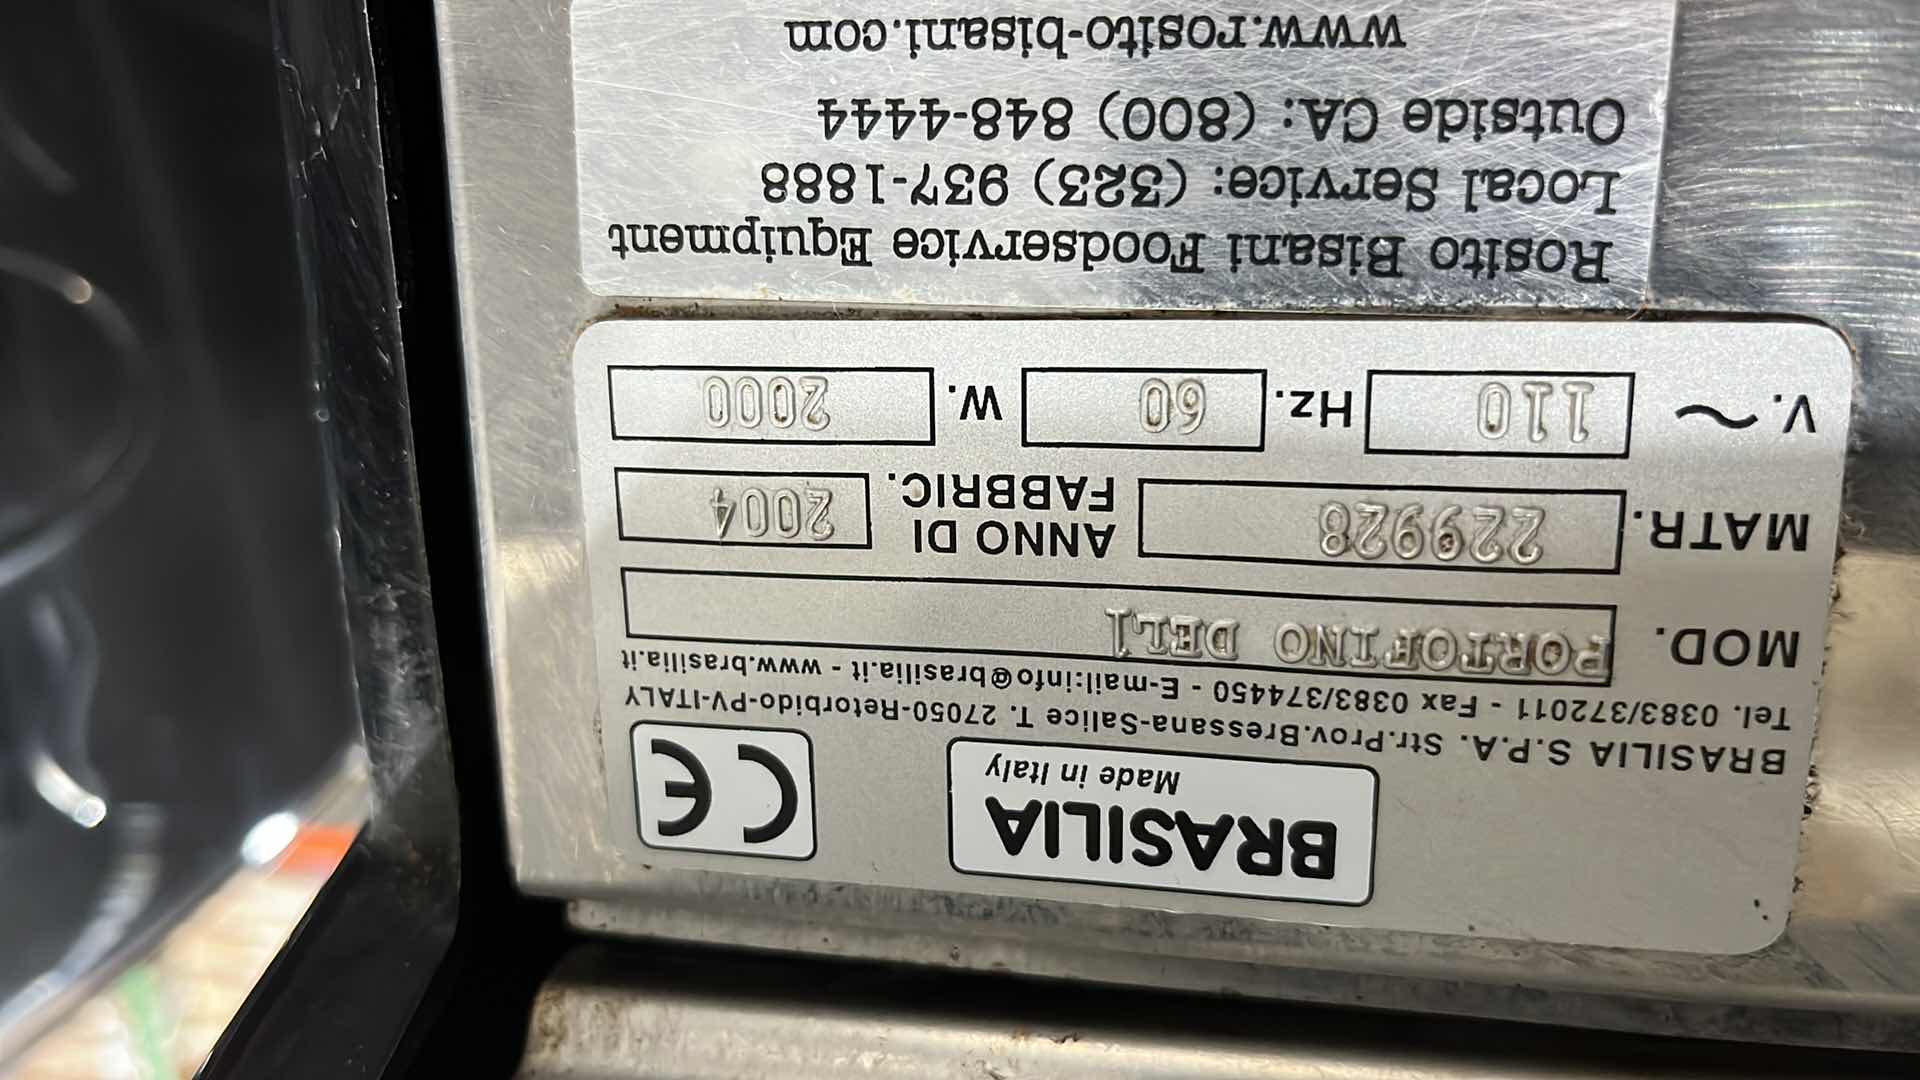 BRASILIA
Made in Italy
CE
BRASILIA S.P.A. Str.Prov.Bressana-Salice T. 27050-Retorbido-PV-ITALY
Tel. 0383/372011 - Fax 0383/374450 - E-mail:info@brasilia.it - www.brasilia.it
MOD. PORTOFINO DEL1
MATR. 229928 ANNO DI FABBRIC. 2004
V. ~ 110 Hz. 60 W. 2000
Rosito Bisani Foodservice Equipment
Local Service: (323) 937-1888
Outside CA: (800) 848-4444
www.rosito-bisani.com